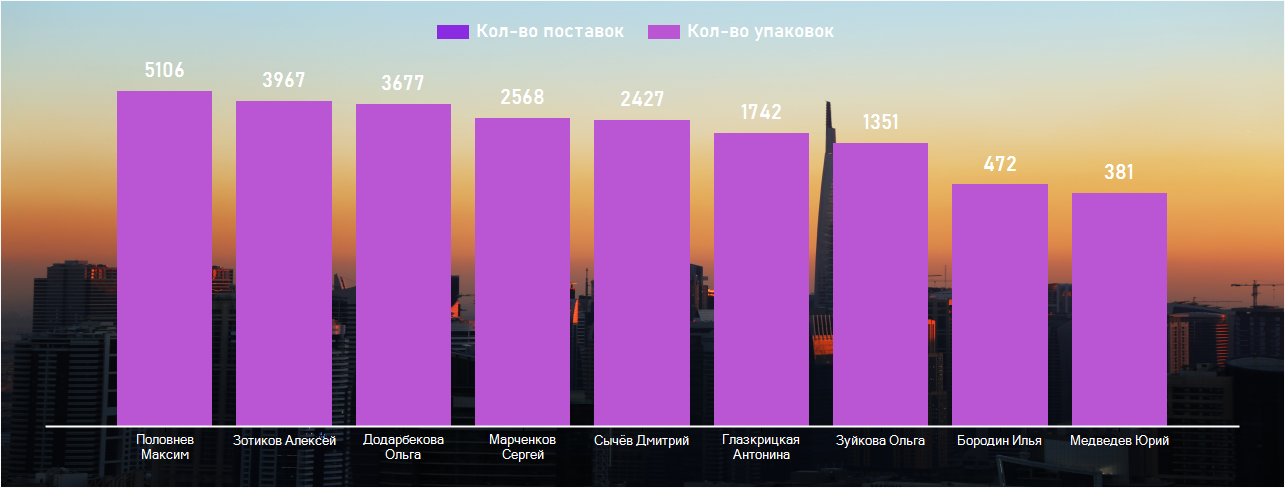 Кол-во поставок Кол-во упаковок
5106 3967 3677 2568 2427 1742 1351 472 381
Половнев Максим
Зотиков Алексей
Додарбекова Ольга
Марченков Сергей
Сычёв Дмитрий
Глазкрицкая Антонина
Зуйкова Ольга
Бородин Илья
Медведев Юрий